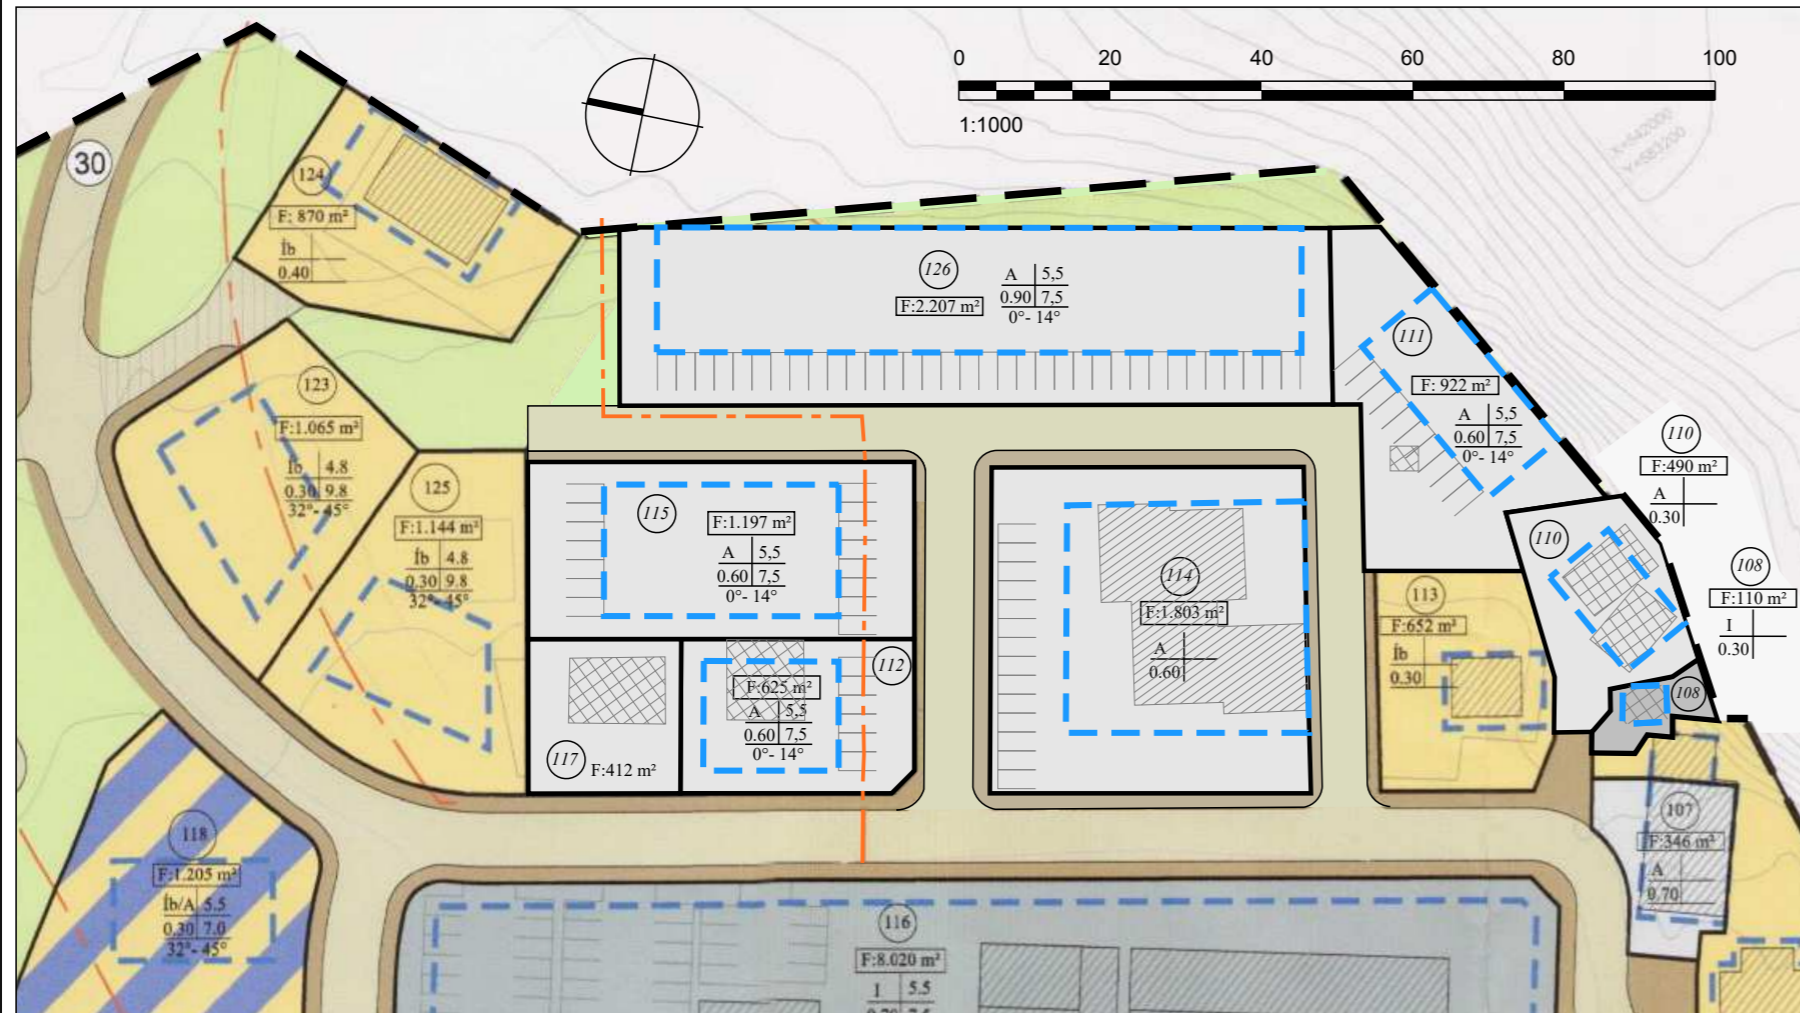 0 20 40 60 80 100
1:1000
30
124
F: 870 m²
Íb
0.40
126
F:2.207 m²
A 5,5
0.90 7,5
0°- 14°
111
F: 922 m²
A 5,5
0.60 7,5
0°- 14°
123
F:1.065 m²
Íb 4.8
0.30 9.8
32°- 45°
125
F:1.144 m²
Íb 4.8
0.30 9.8
32°- 45°
115
F:1.197 m²
A 5,5
0.60 7,5
0°- 14°
114
F:1.803 m²
A
0.60
110
F:490 m²
A
0.30
110
108
F:110 m²
I
0.30
108
113
F:652 m²
Íb
0.30
112
F:625 m²
A 5,5
0.60 7,5
0°- 14°
117 F:412 m²
107
F:346 m²
A
0.70
118
F:1.205 m²
Íb/A 5.5
0.30 7.0
32°- 45°
116
F:8.020 m²
I 5.5